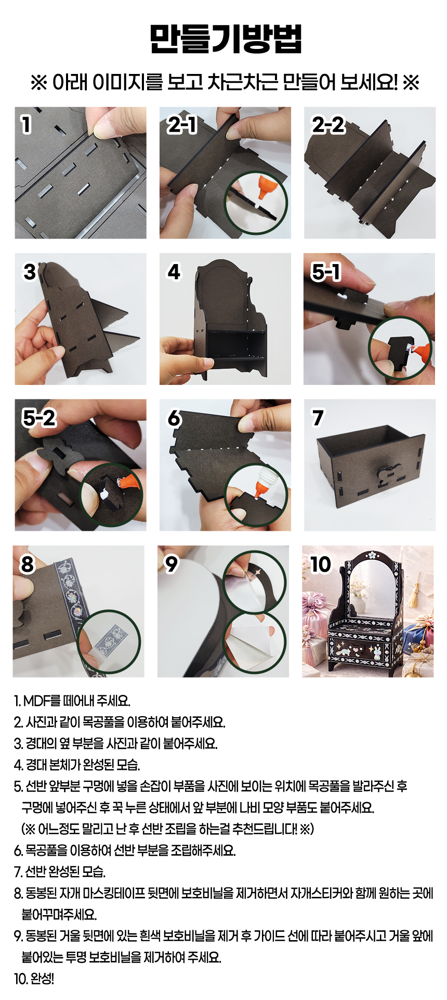 만들기방법
※ 아래 이미지를 보고 차근차근 만들어 보세요! ※
1
2-1
2-2
3
4
5-1
5-2
6
7
8
9
10
1. MDF를 떼어내 주세요.
2. 사진과 같이 목공풀을 이용하여 붙어주세요.
3. 경대의 옆 부분을 사진과 같이 붙어주세요.
4. 경대 본체가 완성된 모습.
5. 선반 앞부분 구멍에 넣을 손잡이 부품을 사진에 보이는 위치에 목공풀을 발라주신 후
구멍에 넣어주신 후 꾹 누른 상태에서 앞 부분에 나비 모양 부품도 붙어주세요.
(※ 어느정도 말리고 난 후 선반 조립을 하는걸 추천드립니다! ※)
6. 목공풀을 이용하여 선반 부분을 조립해주세요.
7. 선반 완성된 모습.
8. 동봉된 자개 마스킹테이프 뒷면에 보호비닐을 제거하면서 자개스티커와 함께 원하는 곳에
붙어꾸며주세요.
9. 동봉된 거울 뒷면에 있는 흰색 보호비닐을 제거 후 가이드 선에 따라 붙어주시고 거울 앞에
붙어있는 투명 보호비닐을 제거하여 주세요.
10. 완성!